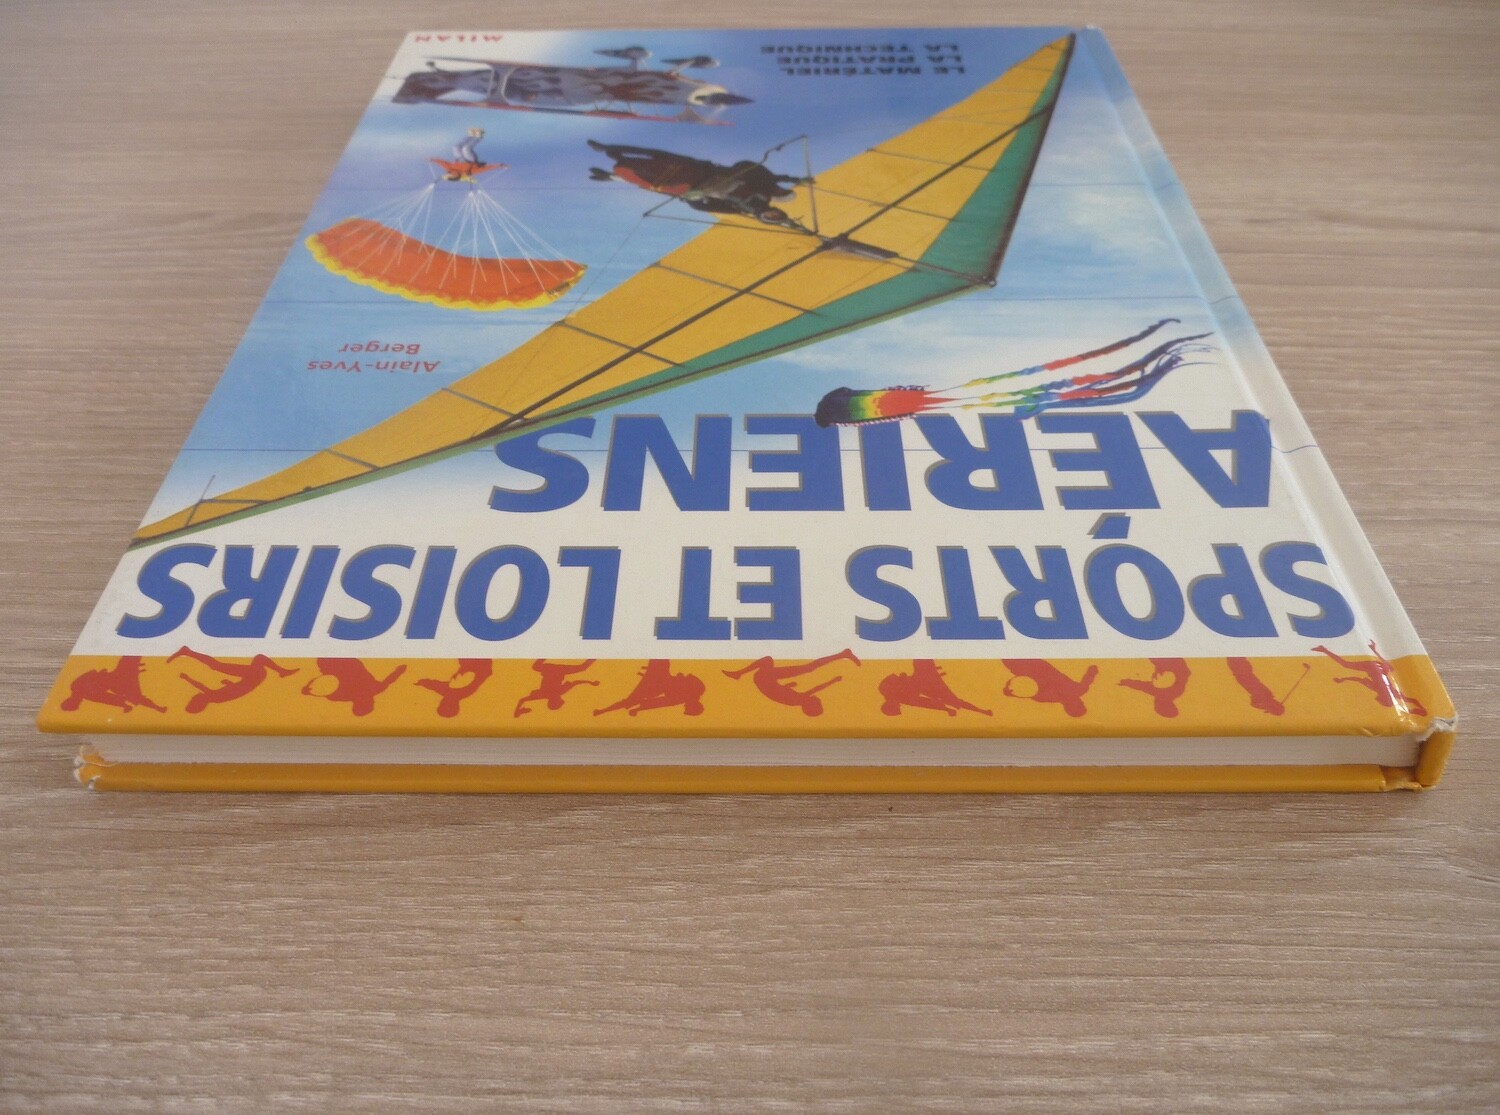 SPORTS ET LOISIRS
AÉRIENS
Alain-Yves
Berger
LE MATÉRIEL
LA PRATIQUE
LA TECHNIQUE
MILAN